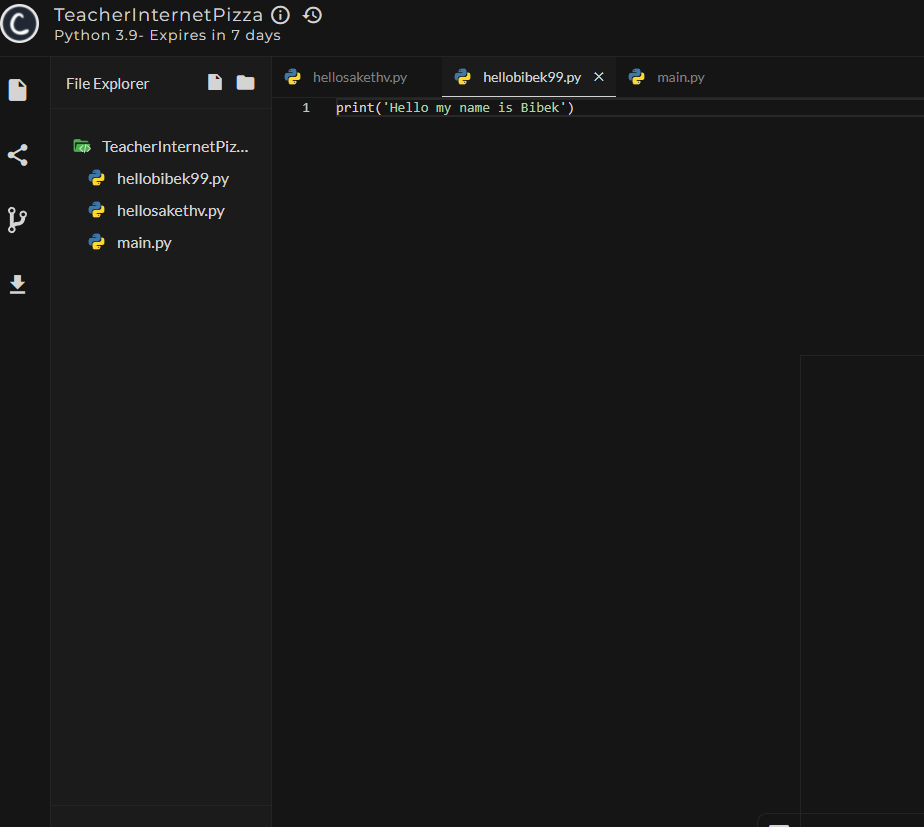 TeacherInternetPizza
Python 3.9- Expires in 7 days
File Explorer
hellosakethv.py
hellobibek99.py
main.py
1 print('Hello my name is Bibek')
TeacherInternetPiz...
hellobibek99.py
hellosakethv.py
main.py